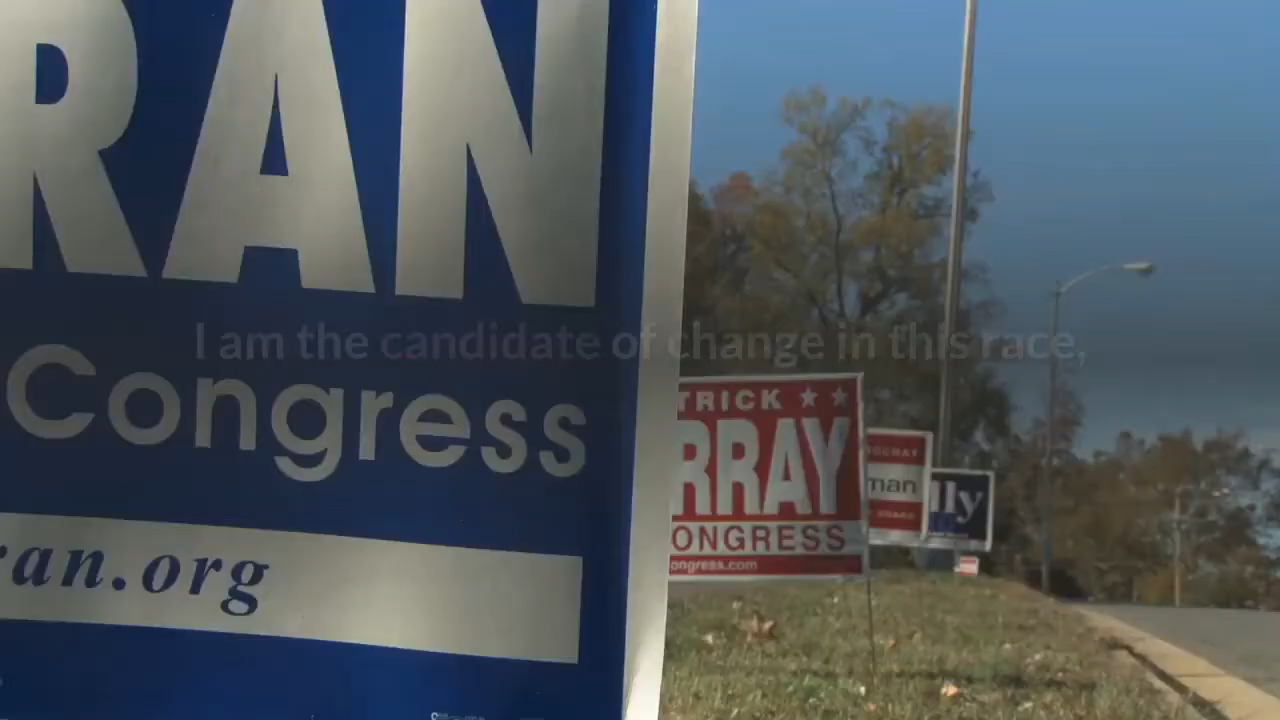 RAN
Congress
ran.org
I am the candidate of change in this race,
TRICK
RRAY
ONGRESS
ongress.com
man
lly